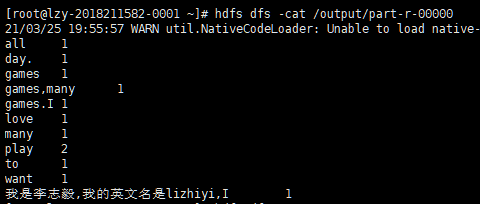 [root@lzy-2018211582-0001 ~]# hdfs dfs -cat /output/part-r-00000
21/03/25 19:55:57 WARN util.NativeCodeLoader: Unable to load native-
all 1
day. 1
games 1
games,many 1
games.I 1
love 1
many 1
play 2
to 1
want 1
我是李志毅,我的英文名是lizhiyi,I 1